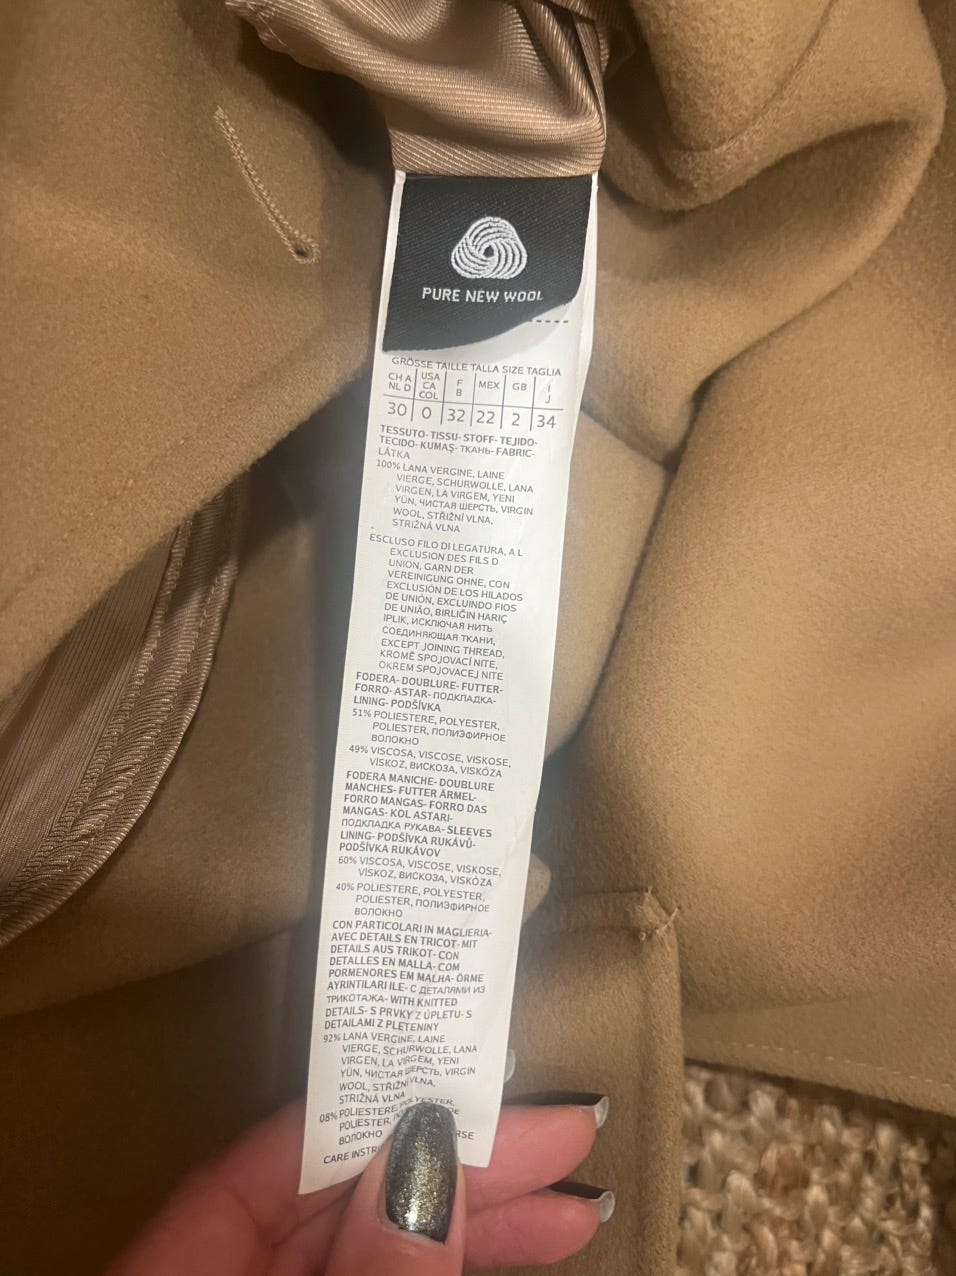 PURE NEW WOOL
GRÖSSE TAILLE TALLA SIZE TAGLIA
CH A NL D USA CA COL F B MEX GB I J
30 0 32 22 2 34
TESSUTO- TISSU- STOFF- TEJIDO-
TECIDO- KUMAŞ- ТКАНЬ- FABRIC-
LÁTKA
100% LANA VERGINE, LAINE
VIERGE, SCHURWOLLE, LANA
VIRGEN, LA VIRGEM, YENI
YÜN, ЧИСТАЯ ШЕРСТЬ, VIRGIN
WOOL, STŘIŽNÍ VLNA,
STRIŽNÁ VLNA
ESCLUSO FILO DI LEGATURA, A L
EXCLUSION DES FILS D
UNION, GARN DER
VEREINIGUNG OHNE, CON
EXCLUSIÓN DE LOS HILADOS
DE UNIÓN, EXCLUINDO FIOS
DE UNIÃO, BIRLIĞIN HARIÇ
IPLIK, ИСКЛЮЧАЯ НИТЬ
СОЕДИНЯЮЩАЯ ТКАНИ,
EXCEPT JOINING THREAD,
KROMĚ SPOJOVACÍ NITE,
OKREM SPOJOVACEJ NITE
FODERA- DOUBLURE- FUTTER-
FORRO- ASTAR- ПОДКЛАДКА-
LINING- PODŠÍVKA
51% POLIESTERE, POLYESTER,
POLIESTER, ПОЛИЭФИРНОЕ
ВОЛОКНО
49% VISCOSA, VISCOSE, VISKOSE,
VİSKOZ, ВИСКОЗА, VISKÓZA
FODERA MANICHE- DOUBLURE
MANCHES- FUTTER ÄRMEL-
FORRO MANGAS- FORRO DAS
MANGAS- KOL ASTARI-
ПОДКЛАДКА РУКАВА- SLEEVES
LINING- PODŠÍVKA RUKÁVŮ-
PODŠÍVKA RUKÁVOV
60% VISCOSA, VISCOSE, VISKOSE,
VİSKOZ, ВИСКОЗА, VISKÓZA
40% POLIESTERE, POLYESTER,
POLIESTER, ПОЛИЭФИРНОЕ
ВОЛОКНО
CON PARTICOLARI IN MAGLIERIA-
AVEC DETAILS EN TRICOT- MIT
DETAILS AUS TRIKOT- CON
DETALLES EN MALLA- COM
PORMENORES EM MALHA- ÖRME
AYRINTILARI ILE- С ДЕТАЛЯМИ ИЗ
ТРИКОТАЖА- WITH KNITTED
DETAILS- S PRVKY Z ÚPLETU- S
DETAILAMI Z PLETENINY
92% LANA VERGINE, LAINE
VIERGE, SCHURWOLLE, LANA
VIRGEN, LA VIRGEM, YENI
YÜN, ЧИСТАЯ ШЕРСТЬ, VIRGIN
WOOL, STŘIŽNÍ VLNA,
STRIŽNÁ VLNA
08% POLIESTERE, POLYESTER,
POLIESTER,
ВОЛОКНО
CARE